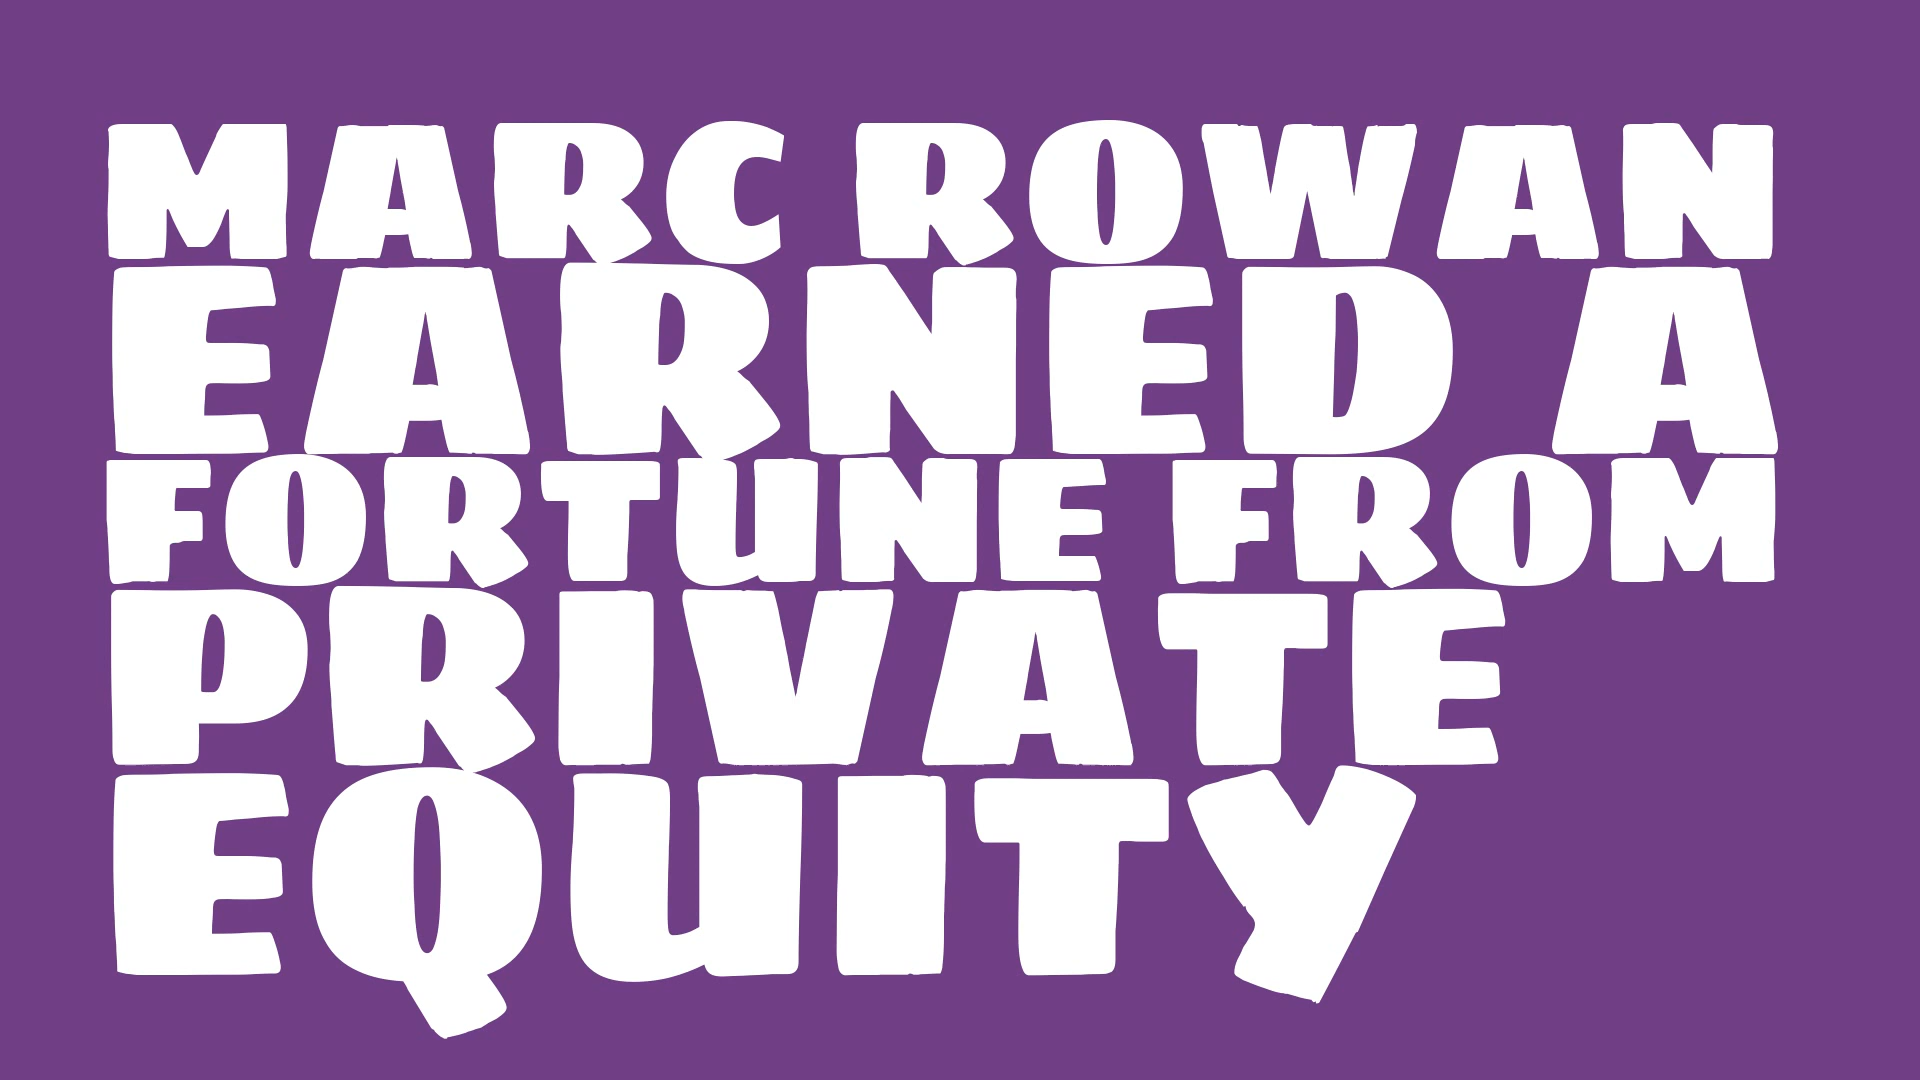 MARC ROWAN
EARNED A
FORTUNE FROM
PRIVATE
EQUITY